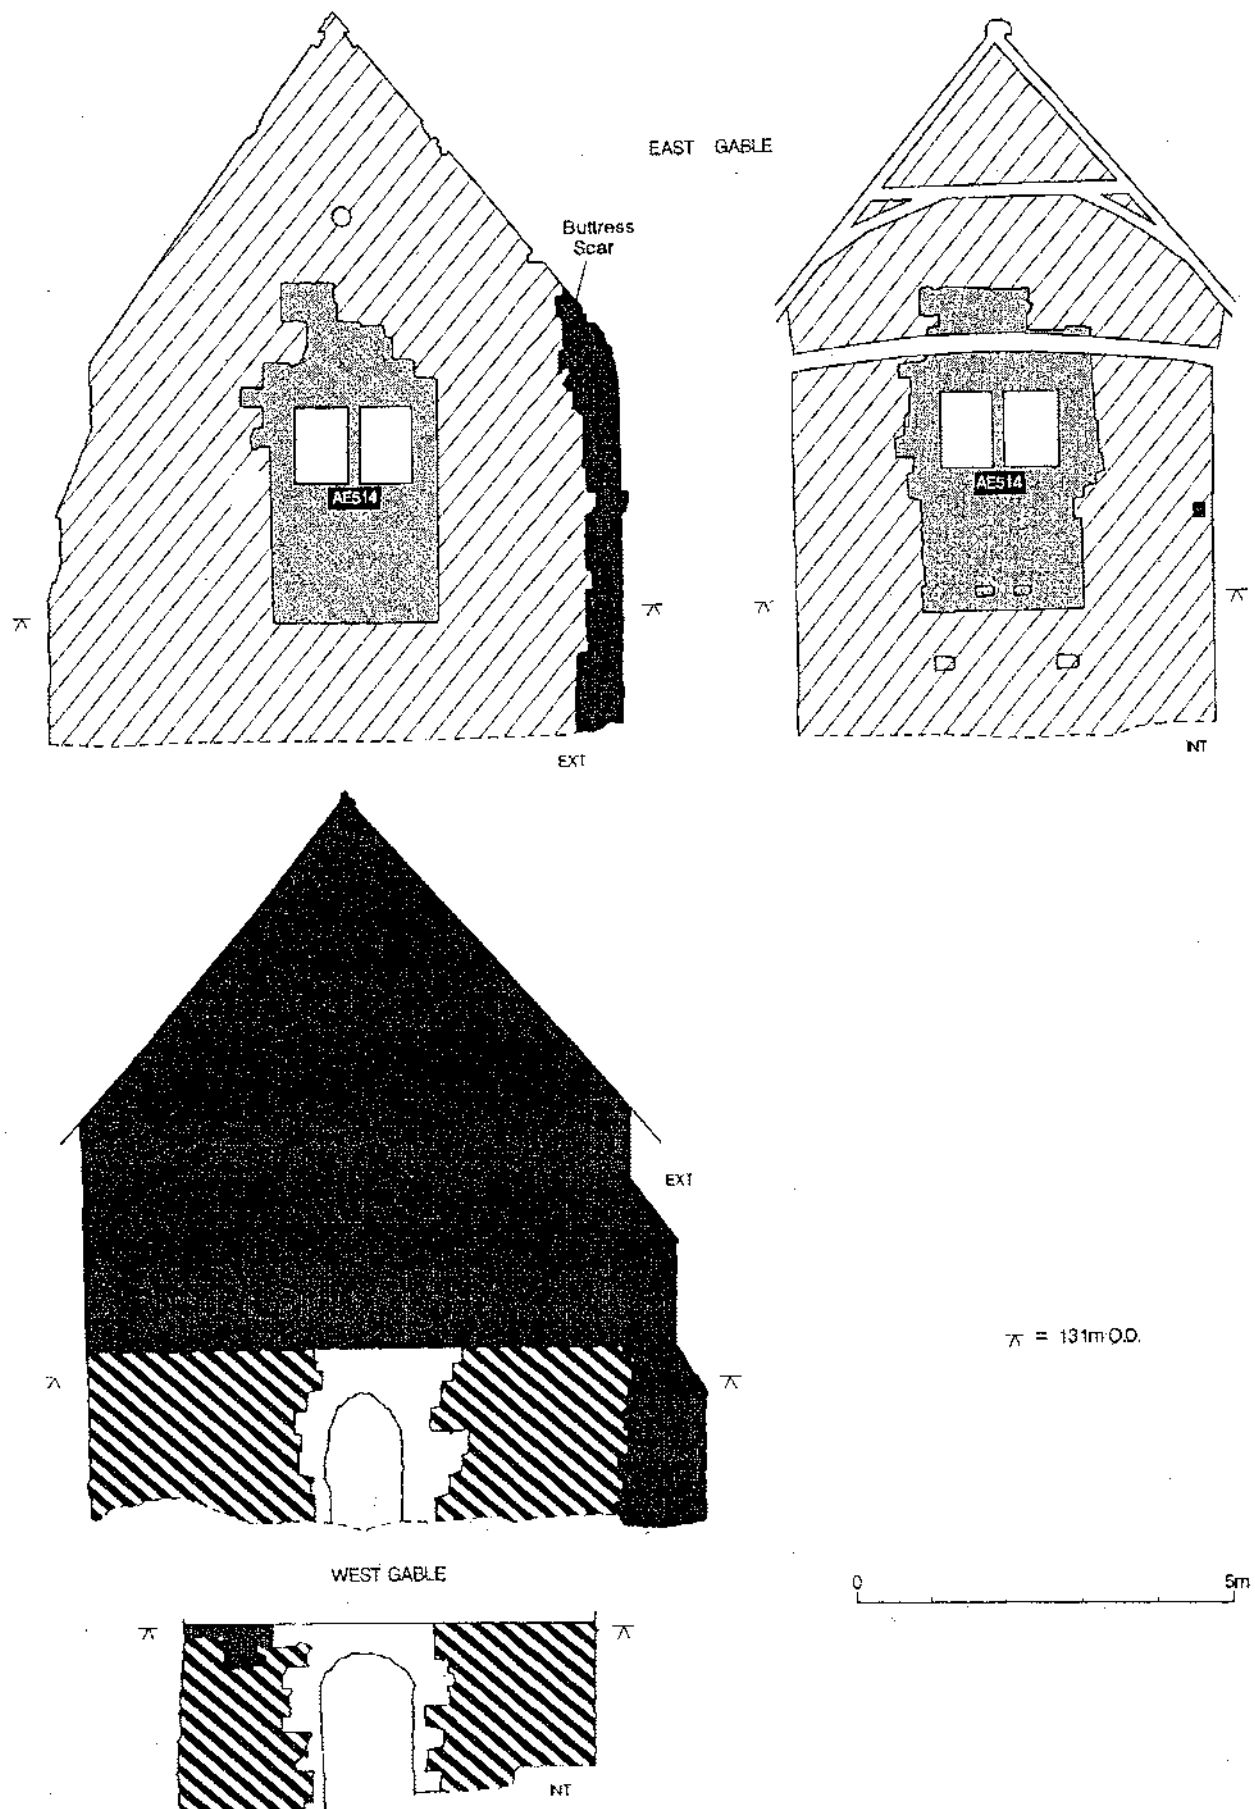 EAST GABLE
Buttress
Scar
AE514
AE514
EXT
INT
EXT
= 131m O.D.
WEST GABLE
0 5m
INT